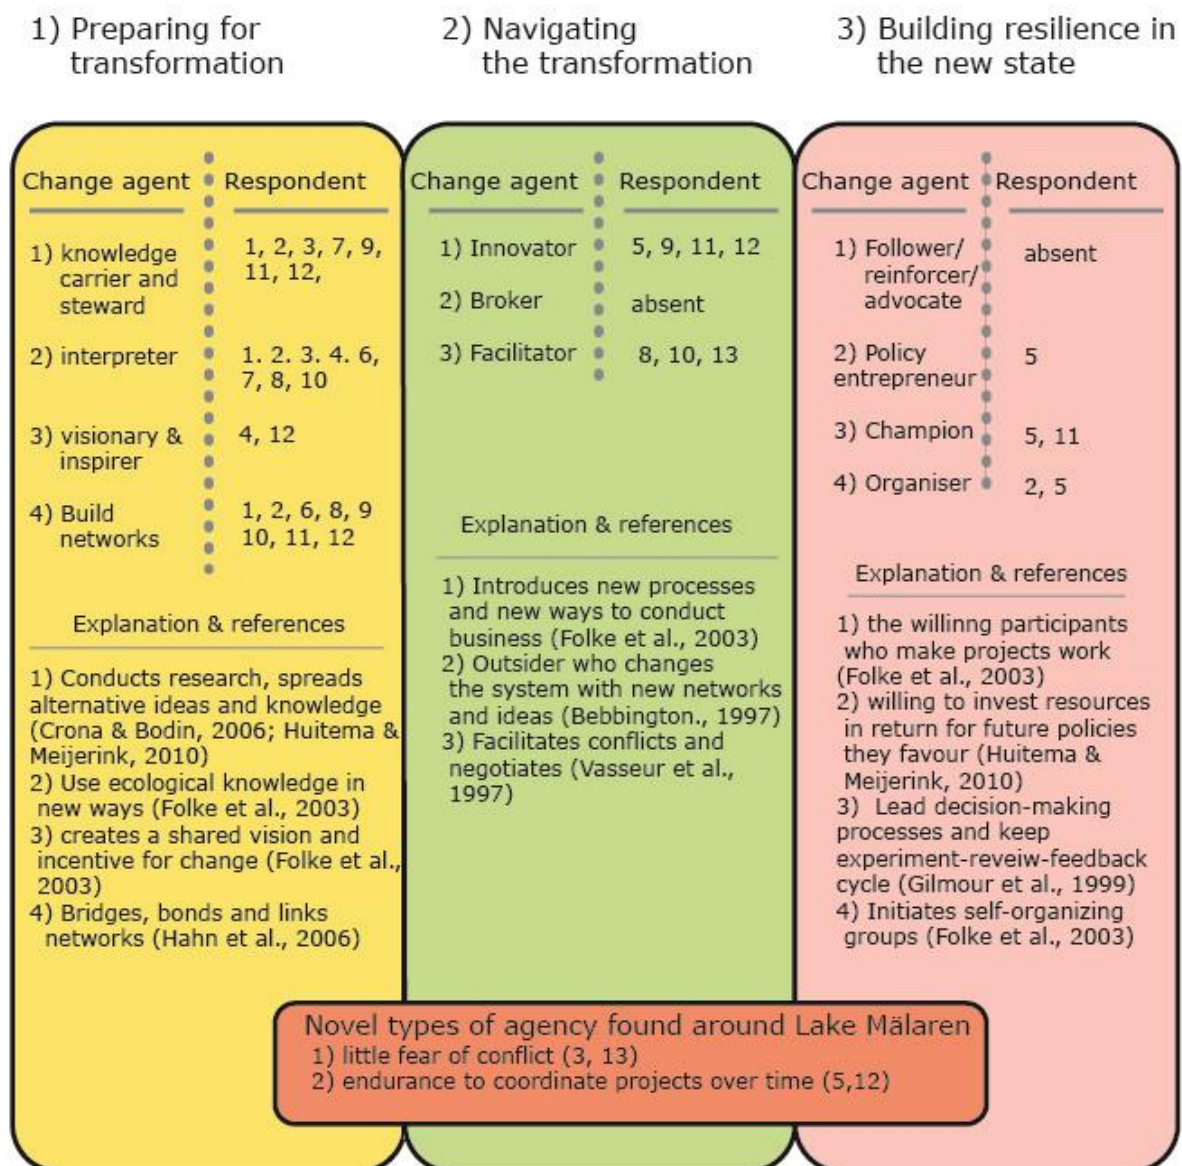 1) Preparing for
transformation
2) Navigating
the transformation
3) Building resilience in
the new state
Change agent Respondent
1) knowledge 1, 2, 3, 7, 9,
carrier and 11, 12,
steward
2) interpreter 1. 2. 3. 4. 6,
7, 8, 10
3) visionary & 4, 12
inspirer
4) Build 1, 2, 6, 8, 9
networks 10, 11, 12
Explanation & references
1) Conducts research, spreads
alternative ideas and knowledge
(Crona & Bodin, 2006; Huitema &
Meijerink, 2010)
2) Use ecological knowledge in
new ways (Folke et al., 2003)
3) creates a shared vision and
incentive for change (Folke et al.,
2003)
4) Bridges, bonds and links
networks (Hahn et al., 2006)
Change agent Respondent
1) Innovator 5, 9, 11, 12
2) Broker absent
3) Facilitator 8, 10, 13
Explanation & references
1) Introduces new processes
and new ways to conduct
business (Folke et al., 2003)
2) Outsider who changes
the system with new networks
and ideas (Bebbington., 1997)
3) Facilitates conflicts and
negotiates (Vasseur et al.,
1997)
Change agent Respondent
1) Follower/ absent
reinforcer/
advocate
2) Policy 5
entrepreneur
3) Champion 5, 11
4) Organiser 2, 5
Explanation & references
1) the willinng participants
who make projects work
(Folke et al., 2003)
2) willing to invest resources
in return for future policies
they favour (Huitema &
Meijerink, 2010)
3) Lead decision-making
processes and keep
experiment-reveiw-feedback
cycle (Gilmour et al., 1999)
4) Initiates self-organizing
groups (Folke et al., 2003)
Novel types of agency found around Lake Mälaren
1) little fear of conflict (3, 13)
2) endurance to coordinate projects over time (5,12)